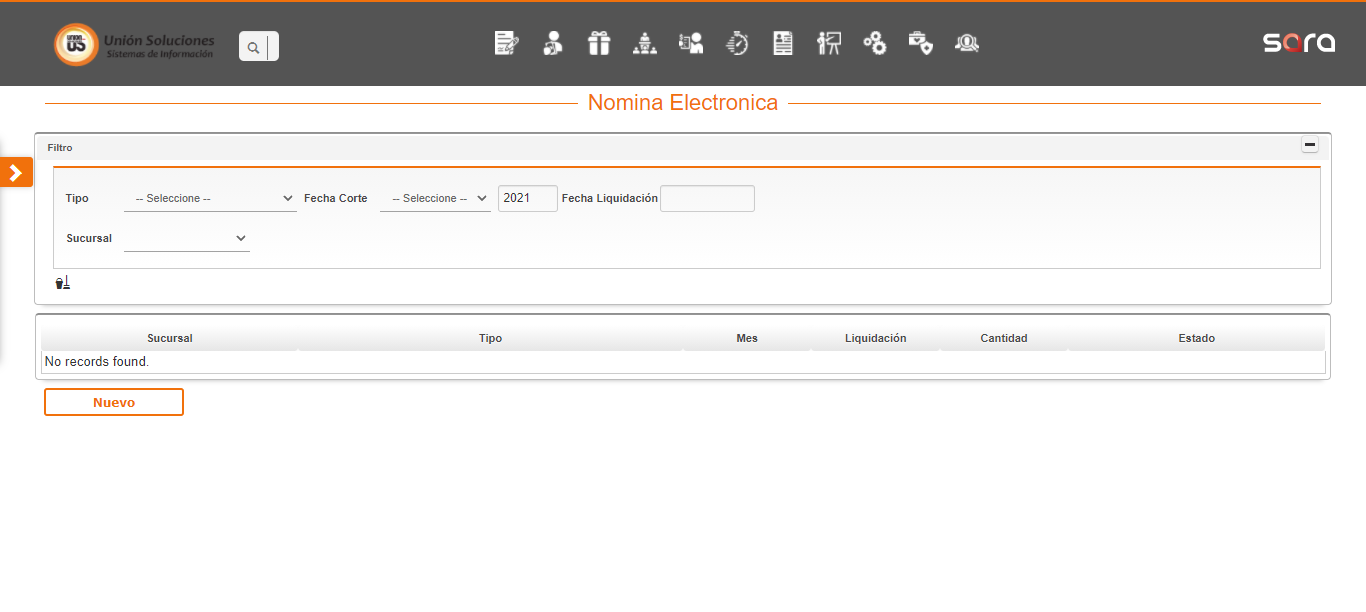 UNION
US
Unión Soluciones
Sistemas de Información
sara
Nomina Electronica
Filtro
Tipo -- Seleccione -- Fecha Corte -- Seleccione -- 2021 Fecha Liquidación
Sucursal
Sucursal Tipo Mes Liquidación Cantidad Estado
No records found.
Nuevo